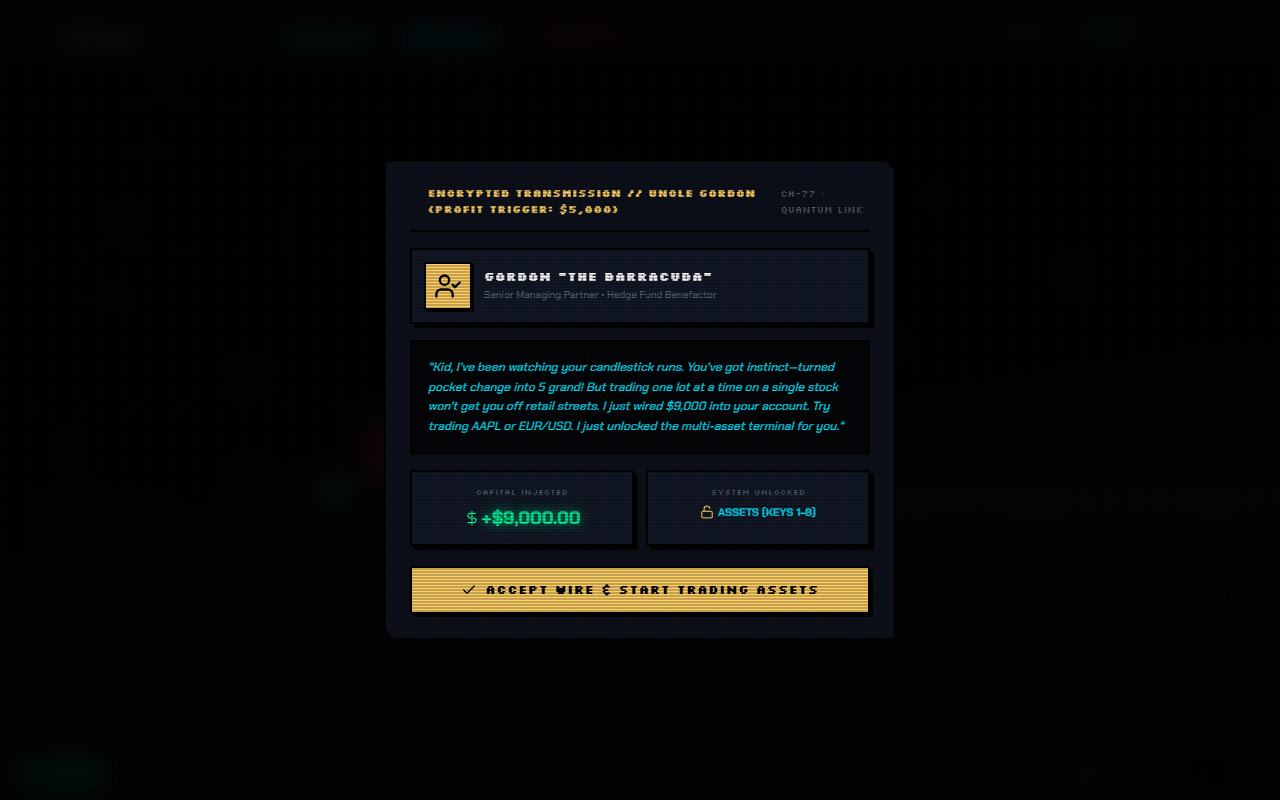 ENCRYPTED TRANSMISSION // UNCLE GORDON
(PROFIT TRIGGER: $5,000)
CH-77 ·
QUANTUM LINK
GORDON "THE BARRACUDA"
Senior Managing Partner • Hedge Fund Benefactor
"Kid, I've been watching your candlestick runs. You've got instinct—turned
pocket change into 5 grand! But trading one lot at a time on a single stock
won't get you off retail streets. I just wired $9,000 into your account. Try
trading AAPL or EUR/USD. I just unlocked the multi-asset terminal for you."
CAPITAL INJECTED
+$9,000.00
SYSTEM UNLOCKED
ASSETS (KEYS 1-8)
ACCEPT WIRE & START TRADING ASSETS